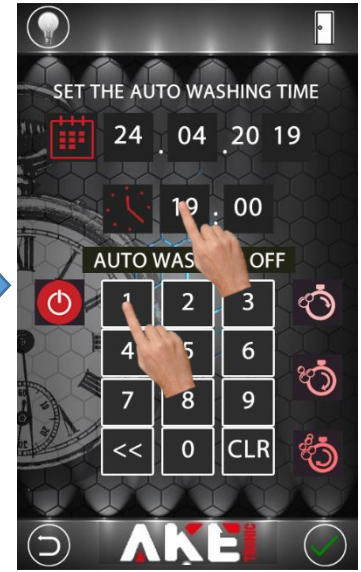 SET THE AUTO WASHING TIME
24 . 04 . 20 19
19 : 00
AUTO WAS OFF
1 2 3
4 5 6
7 8 9
<< 0 CLR
AKE TRONIC